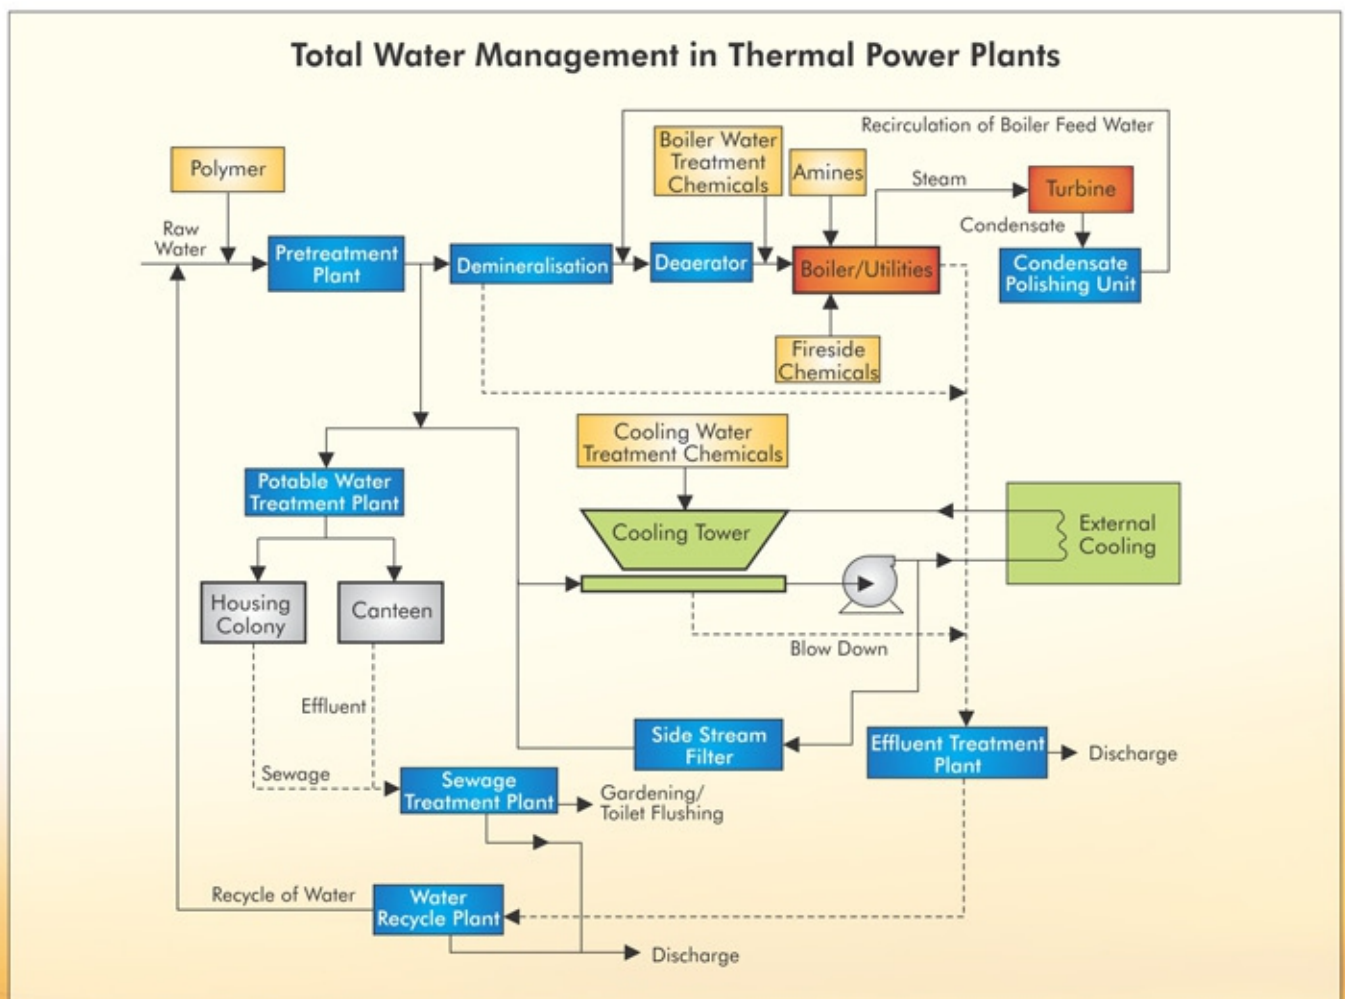 Total Water Management in Thermal Power Plants
Recirculation of Boiler Feed Water
Polymer
Boiler Water
Treatment
Chemicals
Amines
Steam
Turbine
Raw
Water
Condensate
Pretreatment
Plant
Demineralisation
Deaerator
Boiler/Utilities
Condensate
Polishing Unit
Fireside
Chemicals
Cooling Water
Treatment Chemicals
Potable Water
Treatment Plant
Cooling Tower
External
Cooling
Housing
Colony
Canteen
Blow Down
Effluent
Side Stream
Filter
Effluent Treatment
Plant
Discharge
Sewage
Sewage
Treatment Plant
Gardening/
Toilet Flushing
Recycle of Water
Water
Recycle Plant
Discharge